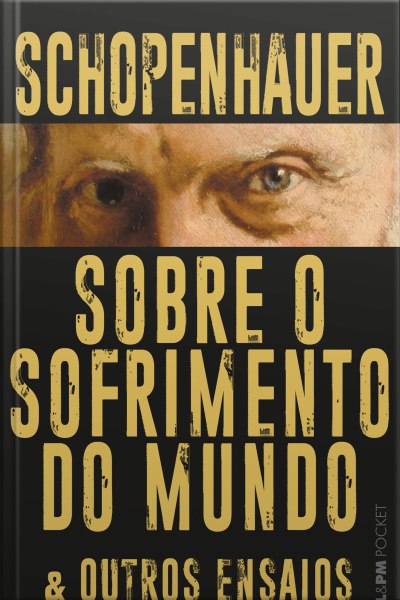 SCHOPENHAUER
SOBRE O
SOFRIMENTO
DO MUNDO
& OUTROS ENSAIOS
L&PM POCKET